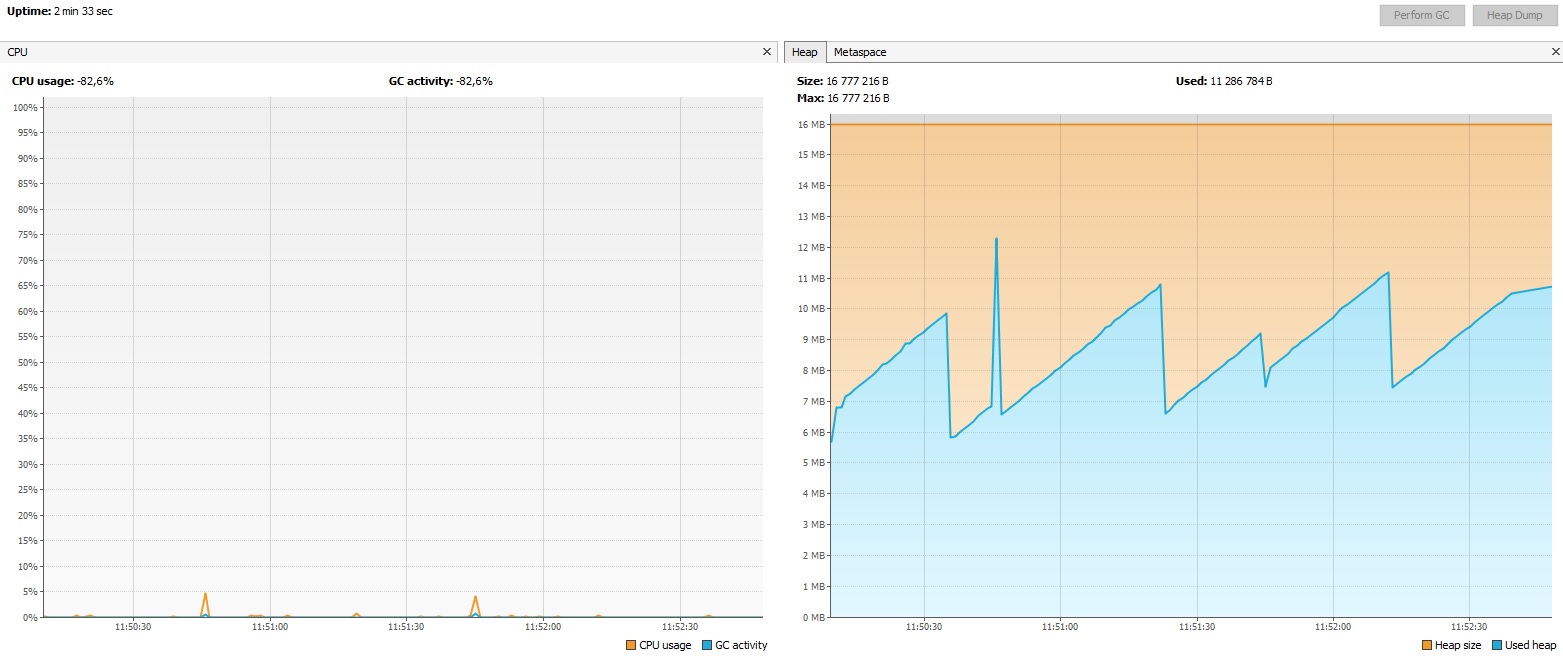 Uptime: 2 min 33 sec
Perform GC Heap Dump
CPU
Heap Metaspace
CPU usage: -82,6% GC activity: -82,6%
100%
95%
90%
85%
80%
75%
70%
65%
60%
55%
50%
45%
40%
35%
30%
25%
20%
15%
10%
5%
0%
11:50:30 11:51:00 11:51:30 11:52:00 11:52:30
CPU usage GC activity
Size: 16 777 216 B Used: 11 286 784 B
Max: 16 777 216 B
16 MB
15 MB
14 MB
13 MB
12 MB
11 MB
10 MB
9 MB
8 MB
7 MB
6 MB
5 MB
4 MB
3 MB
2 MB
1 MB
0 MB
11:50:30 11:51:00 11:51:30 11:52:00 11:52:30
Heap size Used heap